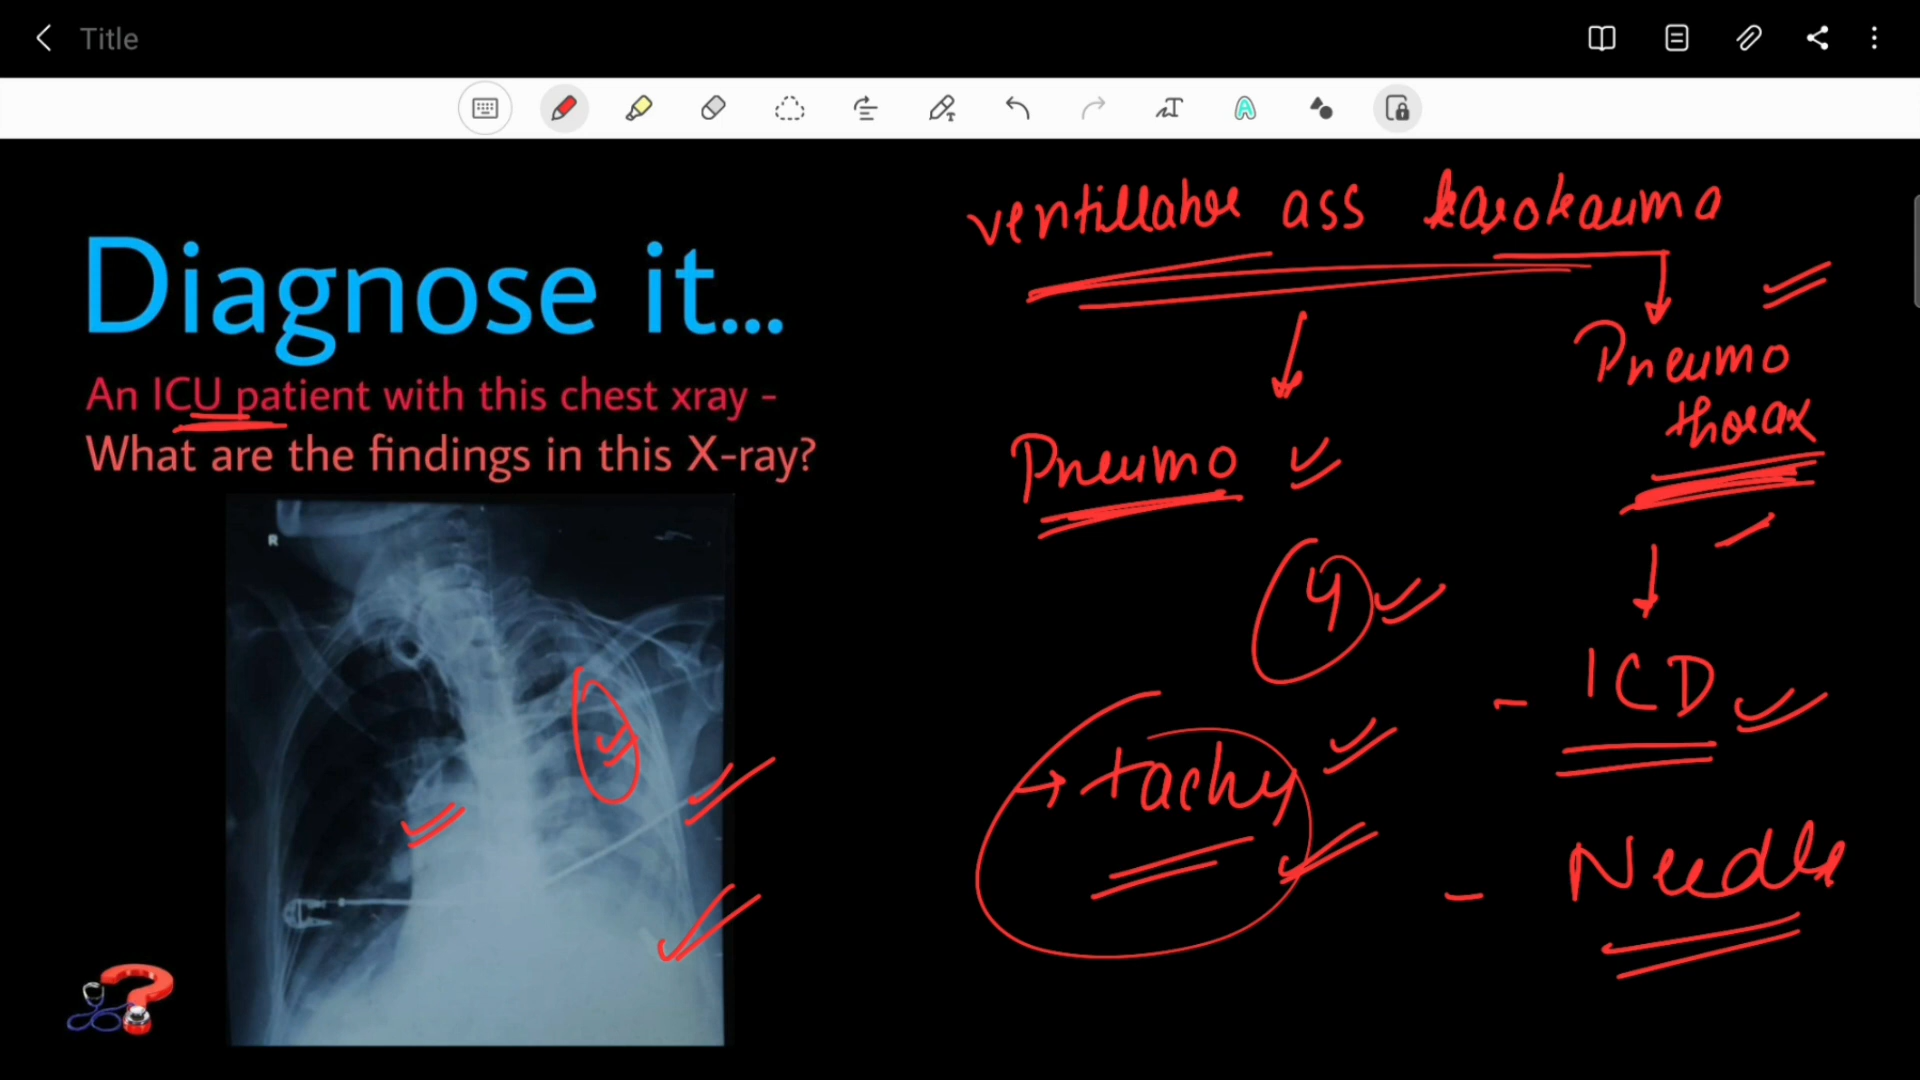 Title
Diagnose it...
An ICU patient with this chest xray -
What are the findings in this X-ray?
R
ventillator ass barotrauma
Pneumo
thorax
Pneumo
4
- ICD
→ tachy
- Needle